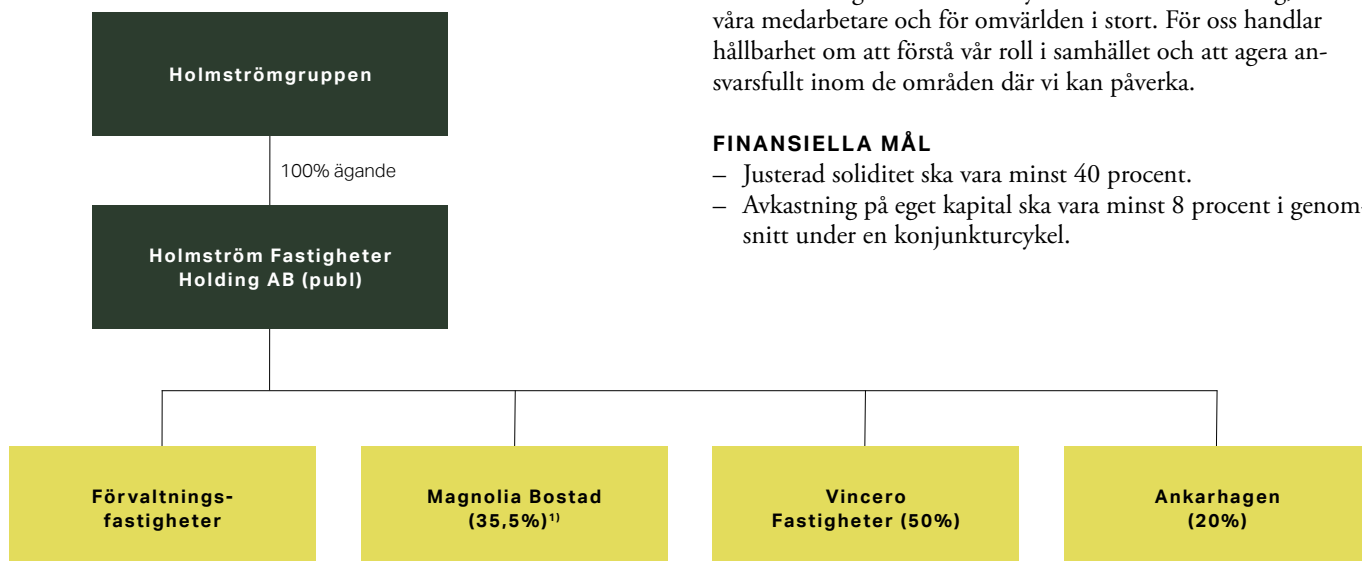 våra medarbetare och för omvärlden i stort. För oss handlar
hållbarhet om att förstå vår roll i samhället och att agera an-
svarsfullt inom de områden där vi kan påverka.
FINANSIELLA MÅL
– Justerad soliditet ska vara minst 40 procent.
– Avkastning på eget kapital ska vara minst 8 procent i genom-
snitt under en konjunkturcykel.
Holmströmgruppen
100% ägande
Holmström Fastigheter
Holding AB (publ)
Förvaltnings-
fastigheter
Magnolia Bostad
(35,5%)¹⁾
Vincero
Fastigheter (50%)
Ankarhagen
(20%)